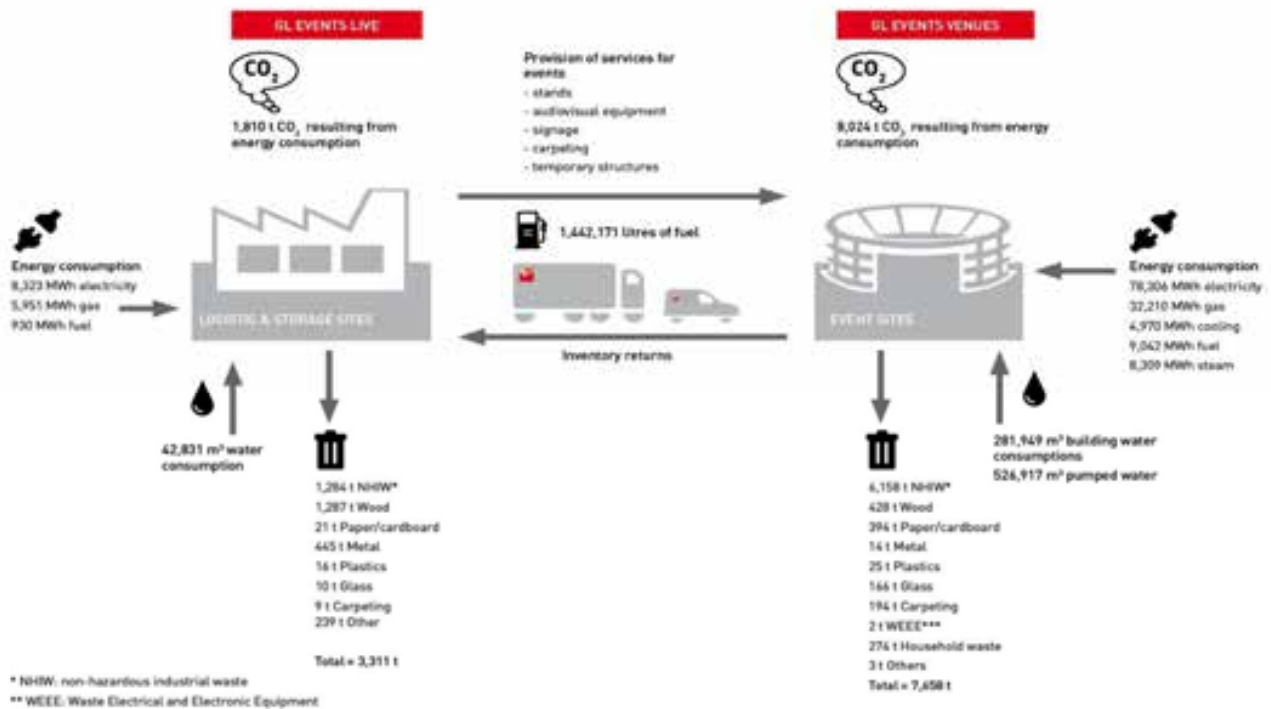 GL EVENTS LIVE
CO2
1,810 t CO2 resulting from
energy consumption
Energy consumption
8,323 MWh electricity
5,951 MWh gas
930 MWh fuel
LOGISTIC & STORAGE SITES
42,831 m³ water
consumption
1,284 t NHIW*
1,287 t Wood
21 t Paper/cardboard
445 t Metal
16 t Plastics
10 t Glass
9 t Carpeting
239 t Other
Total = 3,311 t
Provision of services for
events
- stands
- audiovisual equipment
- signage
- carpeting
- temporary structures
1,442,171 litres of fuel
Inventory returns
GL EVENTS VENUES
CO2
8,024 t CO2 resulting from energy
consumption
EVENT SITES
Energy consumption
78,306 MWh electricity
32,210 MWh gas
4,970 MWh cooling
9,042 MWh fuel
8,309 MWh steam
281,949 m³ building water
consumptions
526,917 m³ pumped water
6,158 t NHIW*
428 t Wood
394 t Paper/cardboard
14 t Metal
25 t Plastics
166 t Glass
194 t Carpeting
2 t WEEE***
274 t Household waste
3 t Others
Total = 7,658 t
* NHIW: non-hazardous industrial waste
** WEEE: Waste Electrical and Electronic Equipment